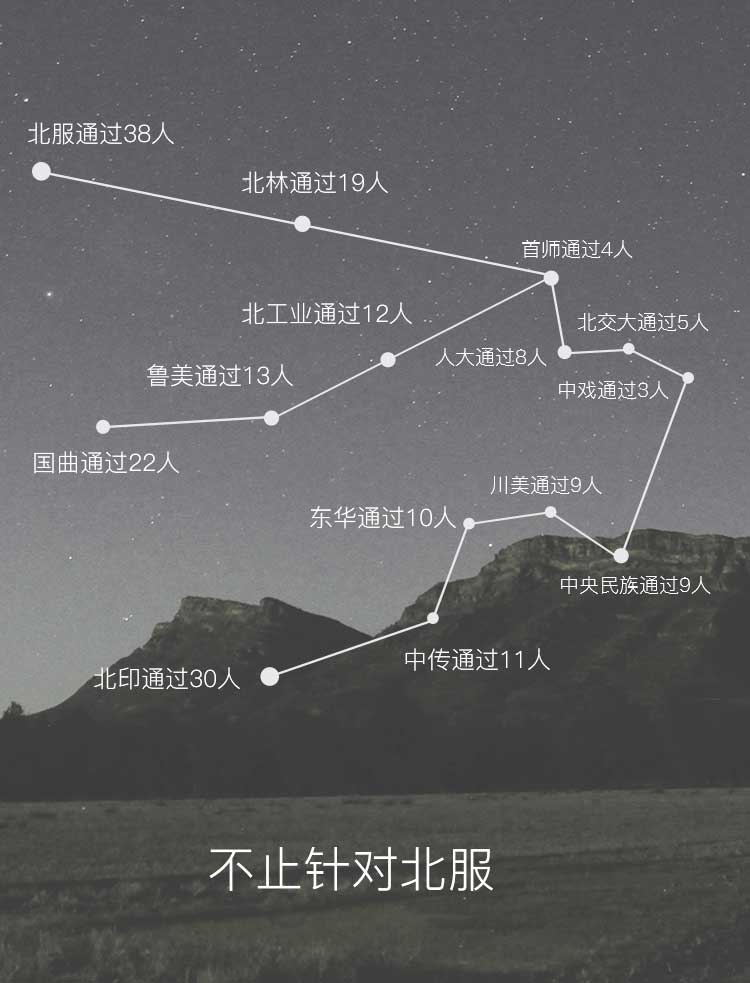 北服通过38人
北林通过19人
首师通过4人
北工业通过12人
北交大通过5人
人大通过8人
鲁美通过13人
中戏通过3人
国曲通过22人
川美通过9人
东华通过10人
中央民族通过9人
中传通过11人
北印通过30人
不止针对北服